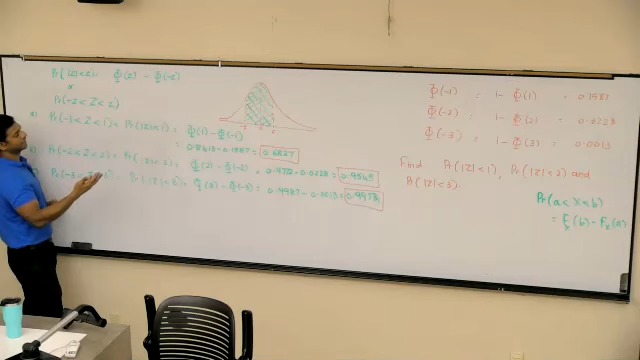 Pr(|Z|<z) = Φ(z) - Φ(-z)
Pr(-z < Z < z)
a) Pr(-1 < Z < 1) = Pr(|Z|<1) = Φ(1) - Φ(-1)
= 0.8413 - 0.1587 = 0.6827
b) Pr(-2 < Z < 2) = Pr(|Z|<2) = Φ(2) - Φ(-2) = 0.9772 - 0.0228 = 0.9545
Pr(-3 < Z < 3) = Pr(|Z|<3) = Φ(3) - Φ(-3) = 0.9987 - 0.0013 = 0.9973
Φ(-1) = 1 - Φ(1) = 0.1587
Φ(-2) = 1 - Φ(2) = 0.0228
Φ(-3) = 1 - Φ(3) = 0.0013
Find Pr(|Z|<1), Pr(|Z|<2) and
Pr(|Z|<3).
Pr(a < X < b)
= Fx(b) - Fx(a)